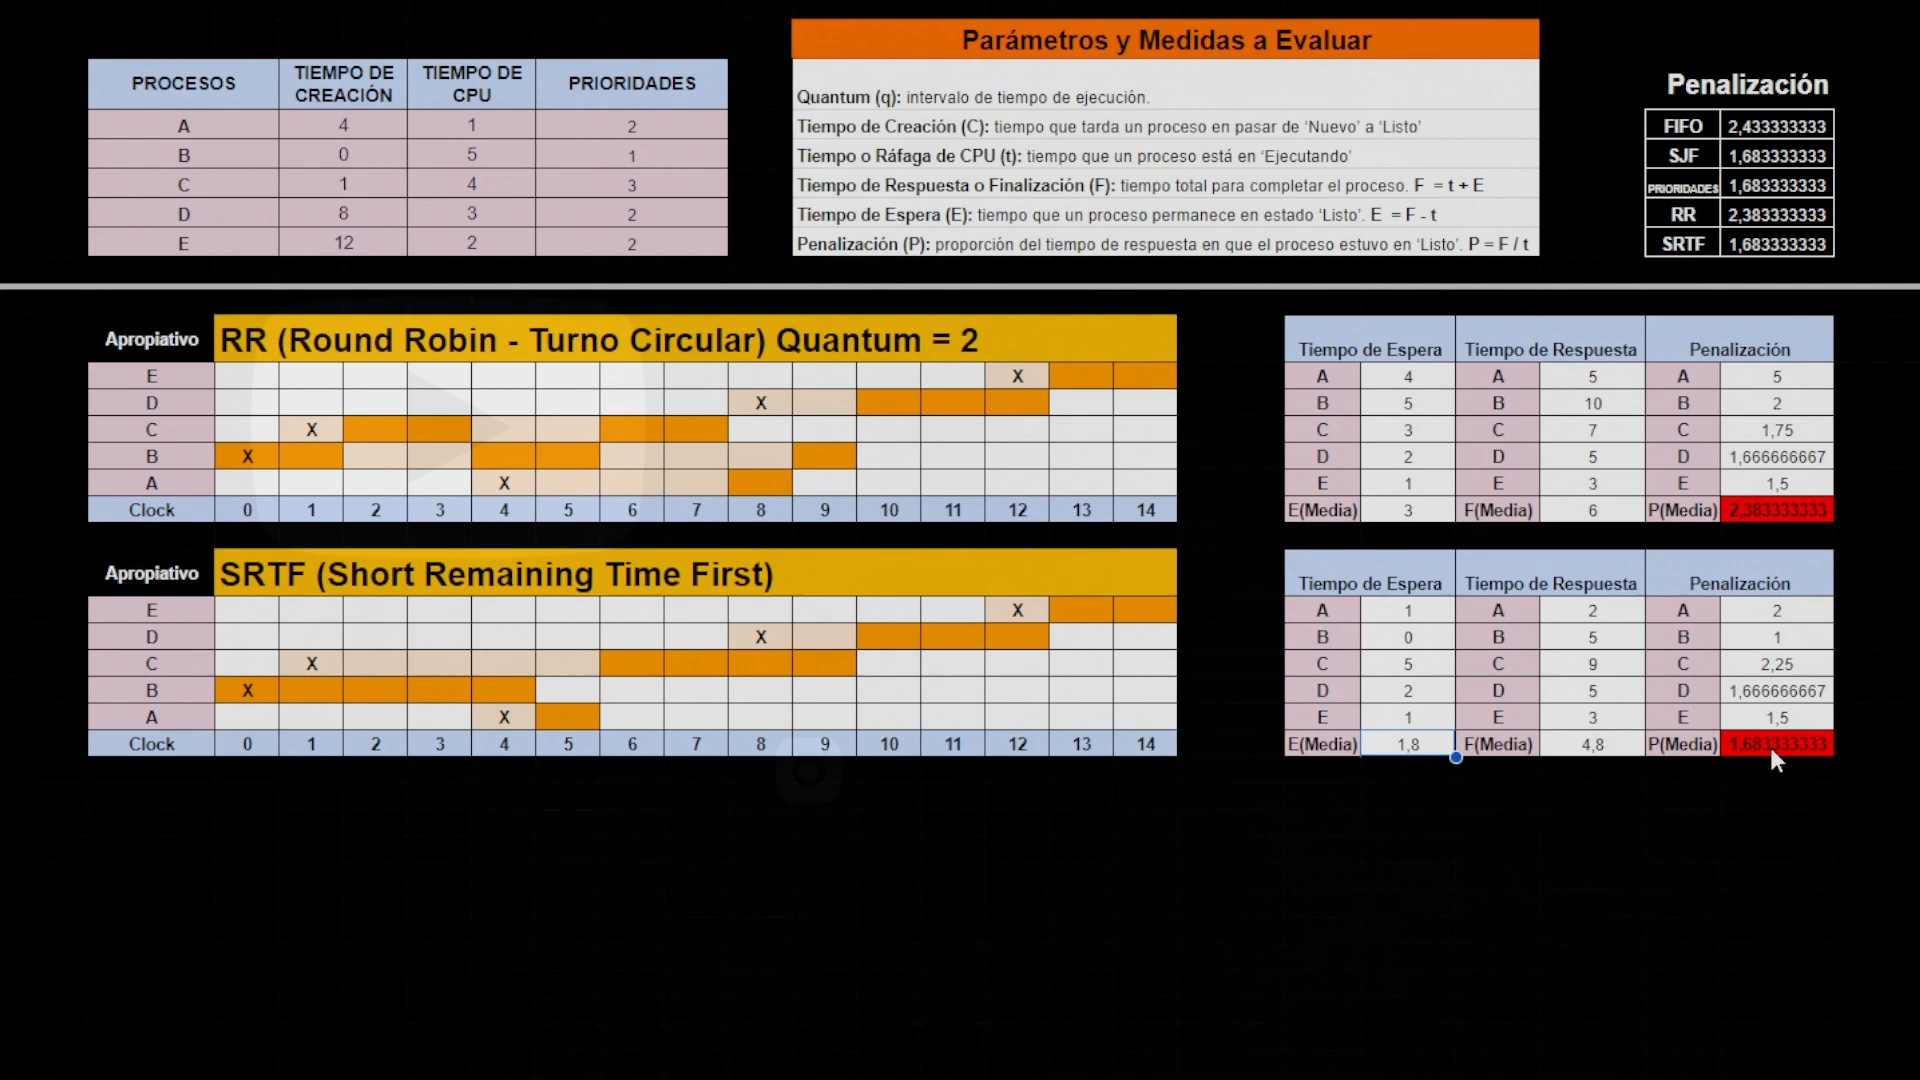 Parámetros y Medidas a Evaluar
PROCESOS TIEMPO DE CREACIÓN TIEMPO DE CPU PRIORIDADES
A 4 1 2
B 0 5 1
C 1 4 3
D 8 3 2
E 12 2 2
Quantum (q): intervalo de tiempo de ejecución.
Tiempo de Creación (C): tiempo que tarda un proceso en pasar de ‘Nuevo’ a ‘Listo’
Tiempo o Ráfaga de CPU (t): tiempo que un proceso está en ‘Ejecutando’
Tiempo de Respuesta o Finalización (F): tiempo total para completar el proceso. F = t + E
Tiempo de Espera (E): tiempo que un proceso permanece en estado ‘Listo’. E = F - t
Penalización (P): proporción del tiempo de respuesta en que el proceso estuvo en ‘Listo’. P = F / t
Penalización
FIFO 2,433333333
SJF 1,683333333
PRIORIDADES 1,683333333
RR 2,383333333
SRTF 1,683333333
Apropiativo RR (Round Robin - Turno Circular) Quantum = 2
E X
D X
C X
B X
A X
Clock 0 1 2 3 4 5 6 7 8 9 10 11 12 13 14
Tiempo de Espera Tiempo de Respuesta Penalización
A 4 A 5 A 5
B 5 B 10 B 2
C 3 C 7 C 1,75
D 2 D 5 D 1,666666667
E 1 E 3 E 1,5
E(Media) 3 F(Media) 6 P(Media) 2,383333333
Apropiativo SRTF (Short Remaining Time First)
E X
D X
C X
B X
A X
Clock 0 1 2 3 4 5 6 7 8 9 10 11 12 13 14
Tiempo de Espera Tiempo de Respuesta Penalización
A 1 A 2 A 2
B 0 B 5 B 1
C 5 C 9 C 2,25
D 2 D 5 D 1,666666667
E 1 E 3 E 1,5
E(Media) 1,8 F(Media) 4,8 P(Media) 1,683333333